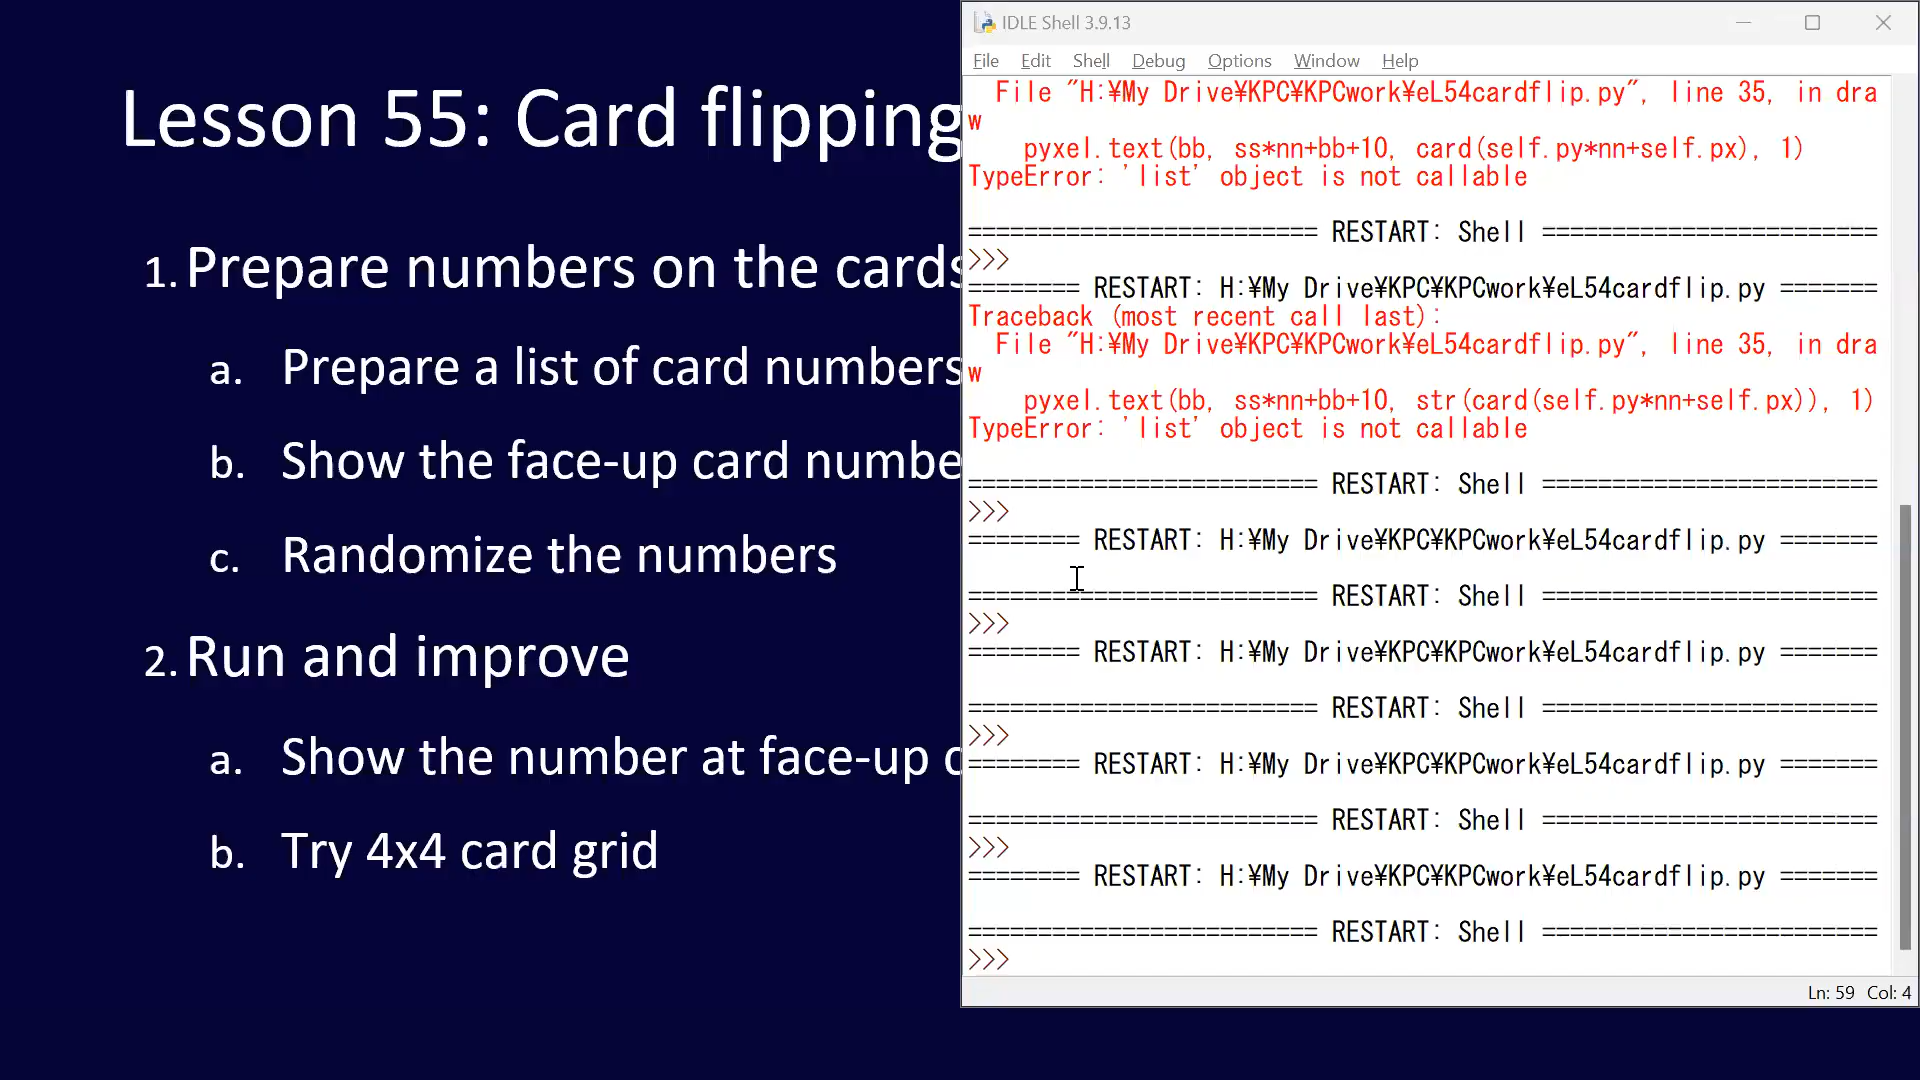 Lesson 55: Card flipping
1. Prepare numbers on the cards
a. Prepare a list of card numbers
b. Show the face-up card numbe
c. Randomize the numbers
2. Run and improve
a. Show the number at face-up c
b. Try 4x4 card grid
IDLE Shell 3.9.13
File Edit Shell Debug Options Window Help
File "H:¥My Drive¥KPC¥KPCwork¥eL54cardflip.py", line 35, in dra
w
pyxel.text(bb, ss*nn+bb+10, card(self.py*nn+self.px), 1)
TypeError: 'list' object is not callable
========================= RESTART: Shell ========================
>>>
======== RESTART: H:¥My Drive¥KPC¥KPCwork¥eL54cardflip.py =======
Traceback (most recent call last):
File "H:¥My Drive¥KPC¥KPCwork¥eL54cardflip.py", line 35, in dra
w
pyxel.text(bb, ss*nn+bb+10, str(card(self.py*nn+self.px)), 1)
TypeError: 'list' object is not callable
========================= RESTART: Shell ========================
>>>
======== RESTART: H:¥My Drive¥KPC¥KPCwork¥eL54cardflip.py =======
========================= RESTART: Shell ========================
>>>
======== RESTART: H:¥My Drive¥KPC¥KPCwork¥eL54cardflip.py =======
========================= RESTART: Shell ========================
>>>
======== RESTART: H:¥My Drive¥KPC¥KPCwork¥eL54cardflip.py =======
========================= RESTART: Shell ========================
>>>
======== RESTART: H:¥My Drive¥KPC¥KPCwork¥eL54cardflip.py =======
========================= RESTART: Shell ========================
>>>
Ln: 59 Col: 4